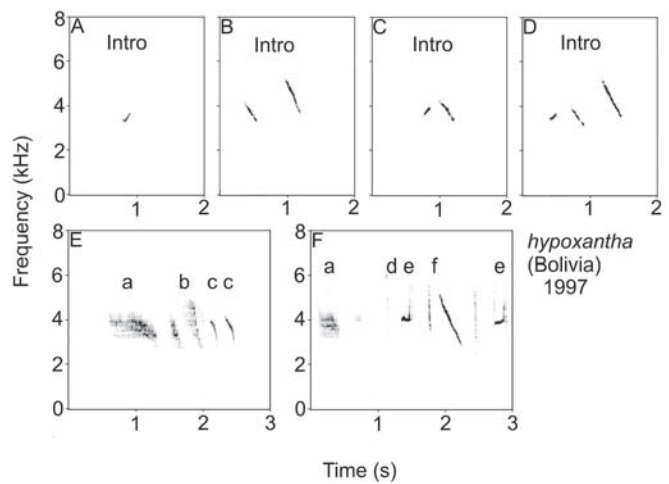 A B C D
Intro Intro Intro Intro
8
6
4
2
0
1 2 1 2 1 2 1 2
Frequency (kHz)
E F
a b c c
a d e f e
8
6
4
2
0
1 2 3 1 2 3
hypoxantha
(Bolivia)
1997
Time (s)